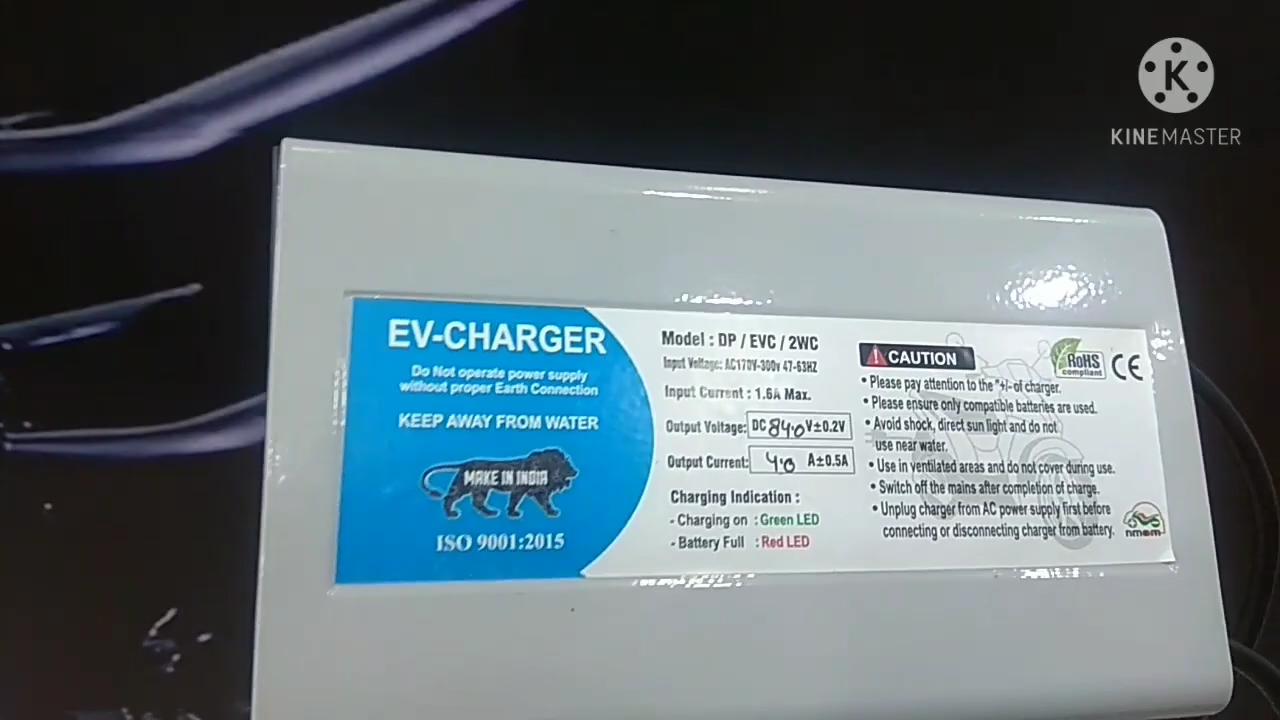 K
KINEMASTER
EV-CHARGER
Do Not operate power supply
without proper Earth Connection
KEEP AWAY FROM WATER
MAKE IN INDIA
ISO 9001:2015
Model : DP / EVC / 2WC
Input Voltage: AC170V-300v 47-63HZ
Input Current : 1.6A Max.
Output Voltage: DC 84.0 V±0.2V
Output Current: 4.0 A±0.5A
Charging Indication :
- Charging on : Green LED
- Battery Full : Red LED
CAUTION
RoHS
compliant
CE
• Please pay attention to the "+/- of charger.
• Please ensure only compatible batteries are used.
• Avoid shock, direct sun light and do not
use near water.
• Use in ventilated areas and do not cover during use.
• Switch off the mains after completion of charge.
• Unplug charger from AC power supply first before
connecting or disconnecting charger from battery.